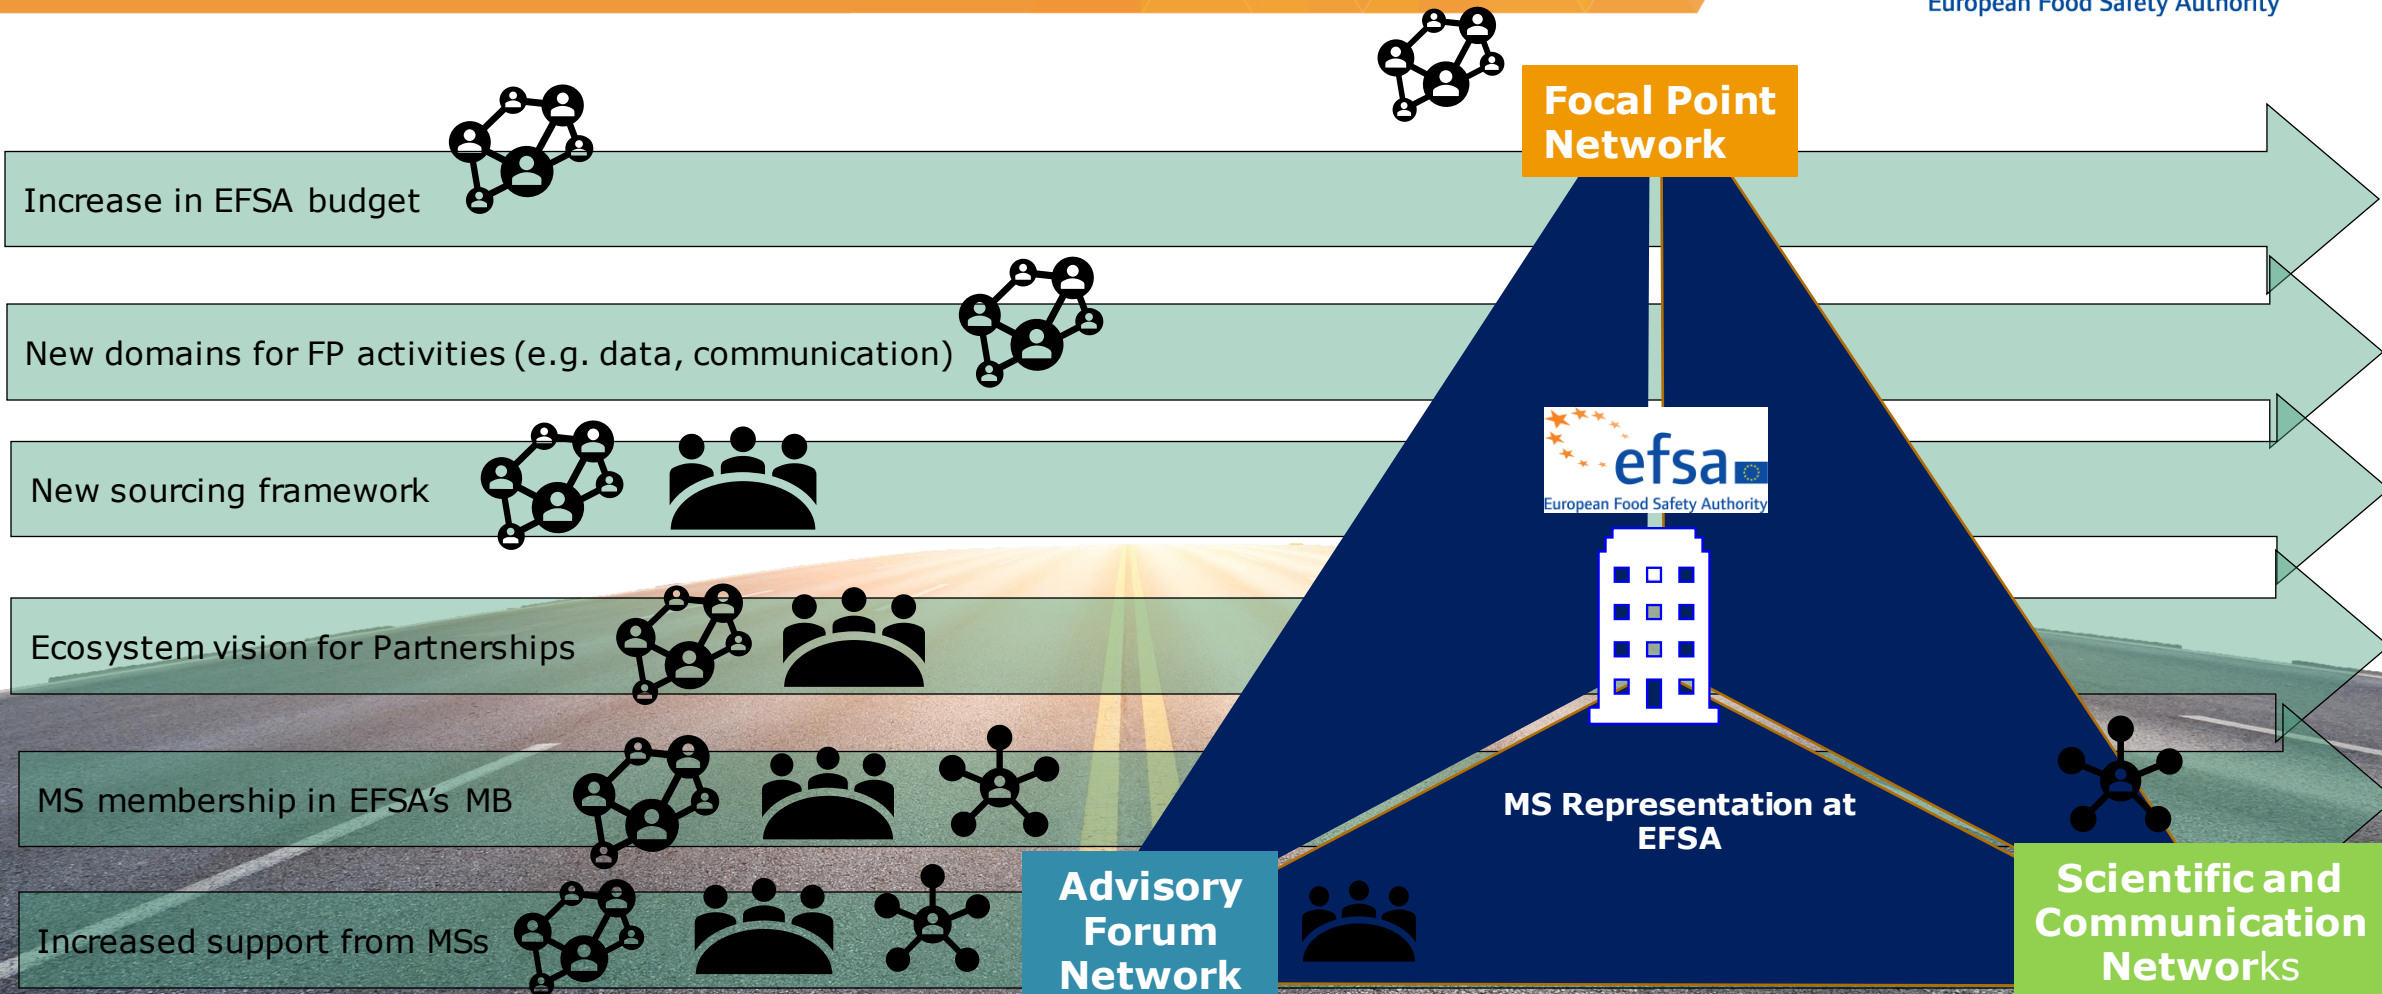 European Food Safety Authority
Focal Point
Network
Increase in EFSA budget
New domains for FP activities (e.g. data, communication)
efsa
European Food Safety Authority
New sourcing framework
Ecosystem vision for Partnerships
MS membership in EFSA’s MB
MS Representation at
EFSA
Increased support from MSs
Advisory
Forum
Network
Scientific and
Communication
Networks